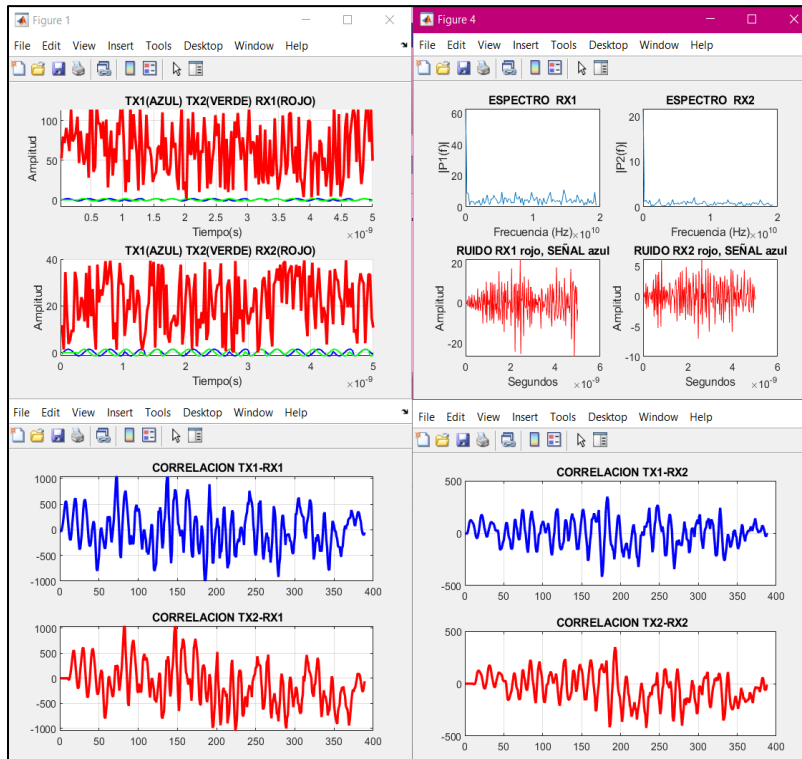 Figure 1
File Edit View Insert Tools Desktop Window Help
TX1(AZUL) TX2(VERDE) RX1(ROJO)
Amplitud
100
50
0
0.5 1 1.5 2 2.5 3 3.5 4 4.5 5
Tiempo(s)
×10⁻⁹
TX1(AZUL) TX2(VERDE) RX2(ROJO)
Amplitud
40
20
0
0 0.5 1 1.5 2 2.5 3 3.5 4 4.5 5
Tiempo(s)
×10⁻⁹
Figure 4
File Edit View Insert Tools Desktop Window Help
ESPECTRO RX1
|P1(f)|
60
40
20
0
0 1 2
Frecuencia (Hz)
×10¹⁰
ESPECTRO RX2
|P2(f)|
20
10
0
0 1 2
Frecuencia (Hz)
×10¹⁰
RUIDO RX1 rojo, SEÑAL azul
Amplitud
20
0
-20
0 2 4 6
Segundos
×10⁻⁹
RUIDO RX2 rojo, SEÑAL azul
Amplitud
5
0
-5
-10
0 2 4 6
Segundos
×10⁻⁹
File Edit View Insert Tools Desktop Window Help
CORRELACION TX1-RX1
1000
500
0
-500
-1000
0 50 100 150 200 250 300 350 400
CORRELACION TX2-RX1
1000
500
0
-500
-1000
0 50 100 150 200 250 300 350 400
File Edit View Insert Tools Desktop Window Help
CORRELACION TX1-RX2
500
0
-500
0 50 100 150 200 250 300 350 400
CORRELACION TX2-RX2
500
0
-500
0 50 100 150 200 250 300 350 400